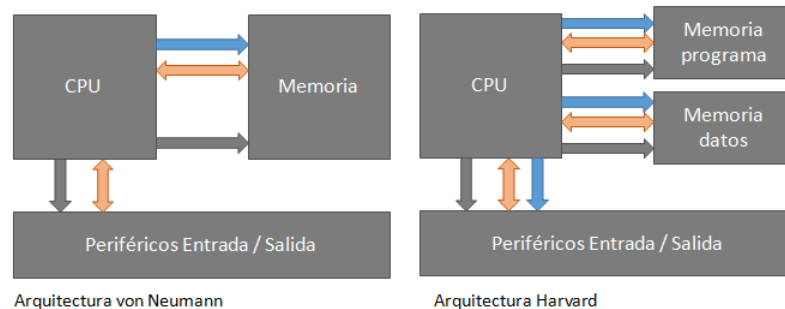 CPU
Memoria
Periféricos Entrada / Salida
Arquitectura von Neumann
CPU
Memoria
programa
Memoria
datos
Periféricos Entrada / Salida
Arquitectura Harvard